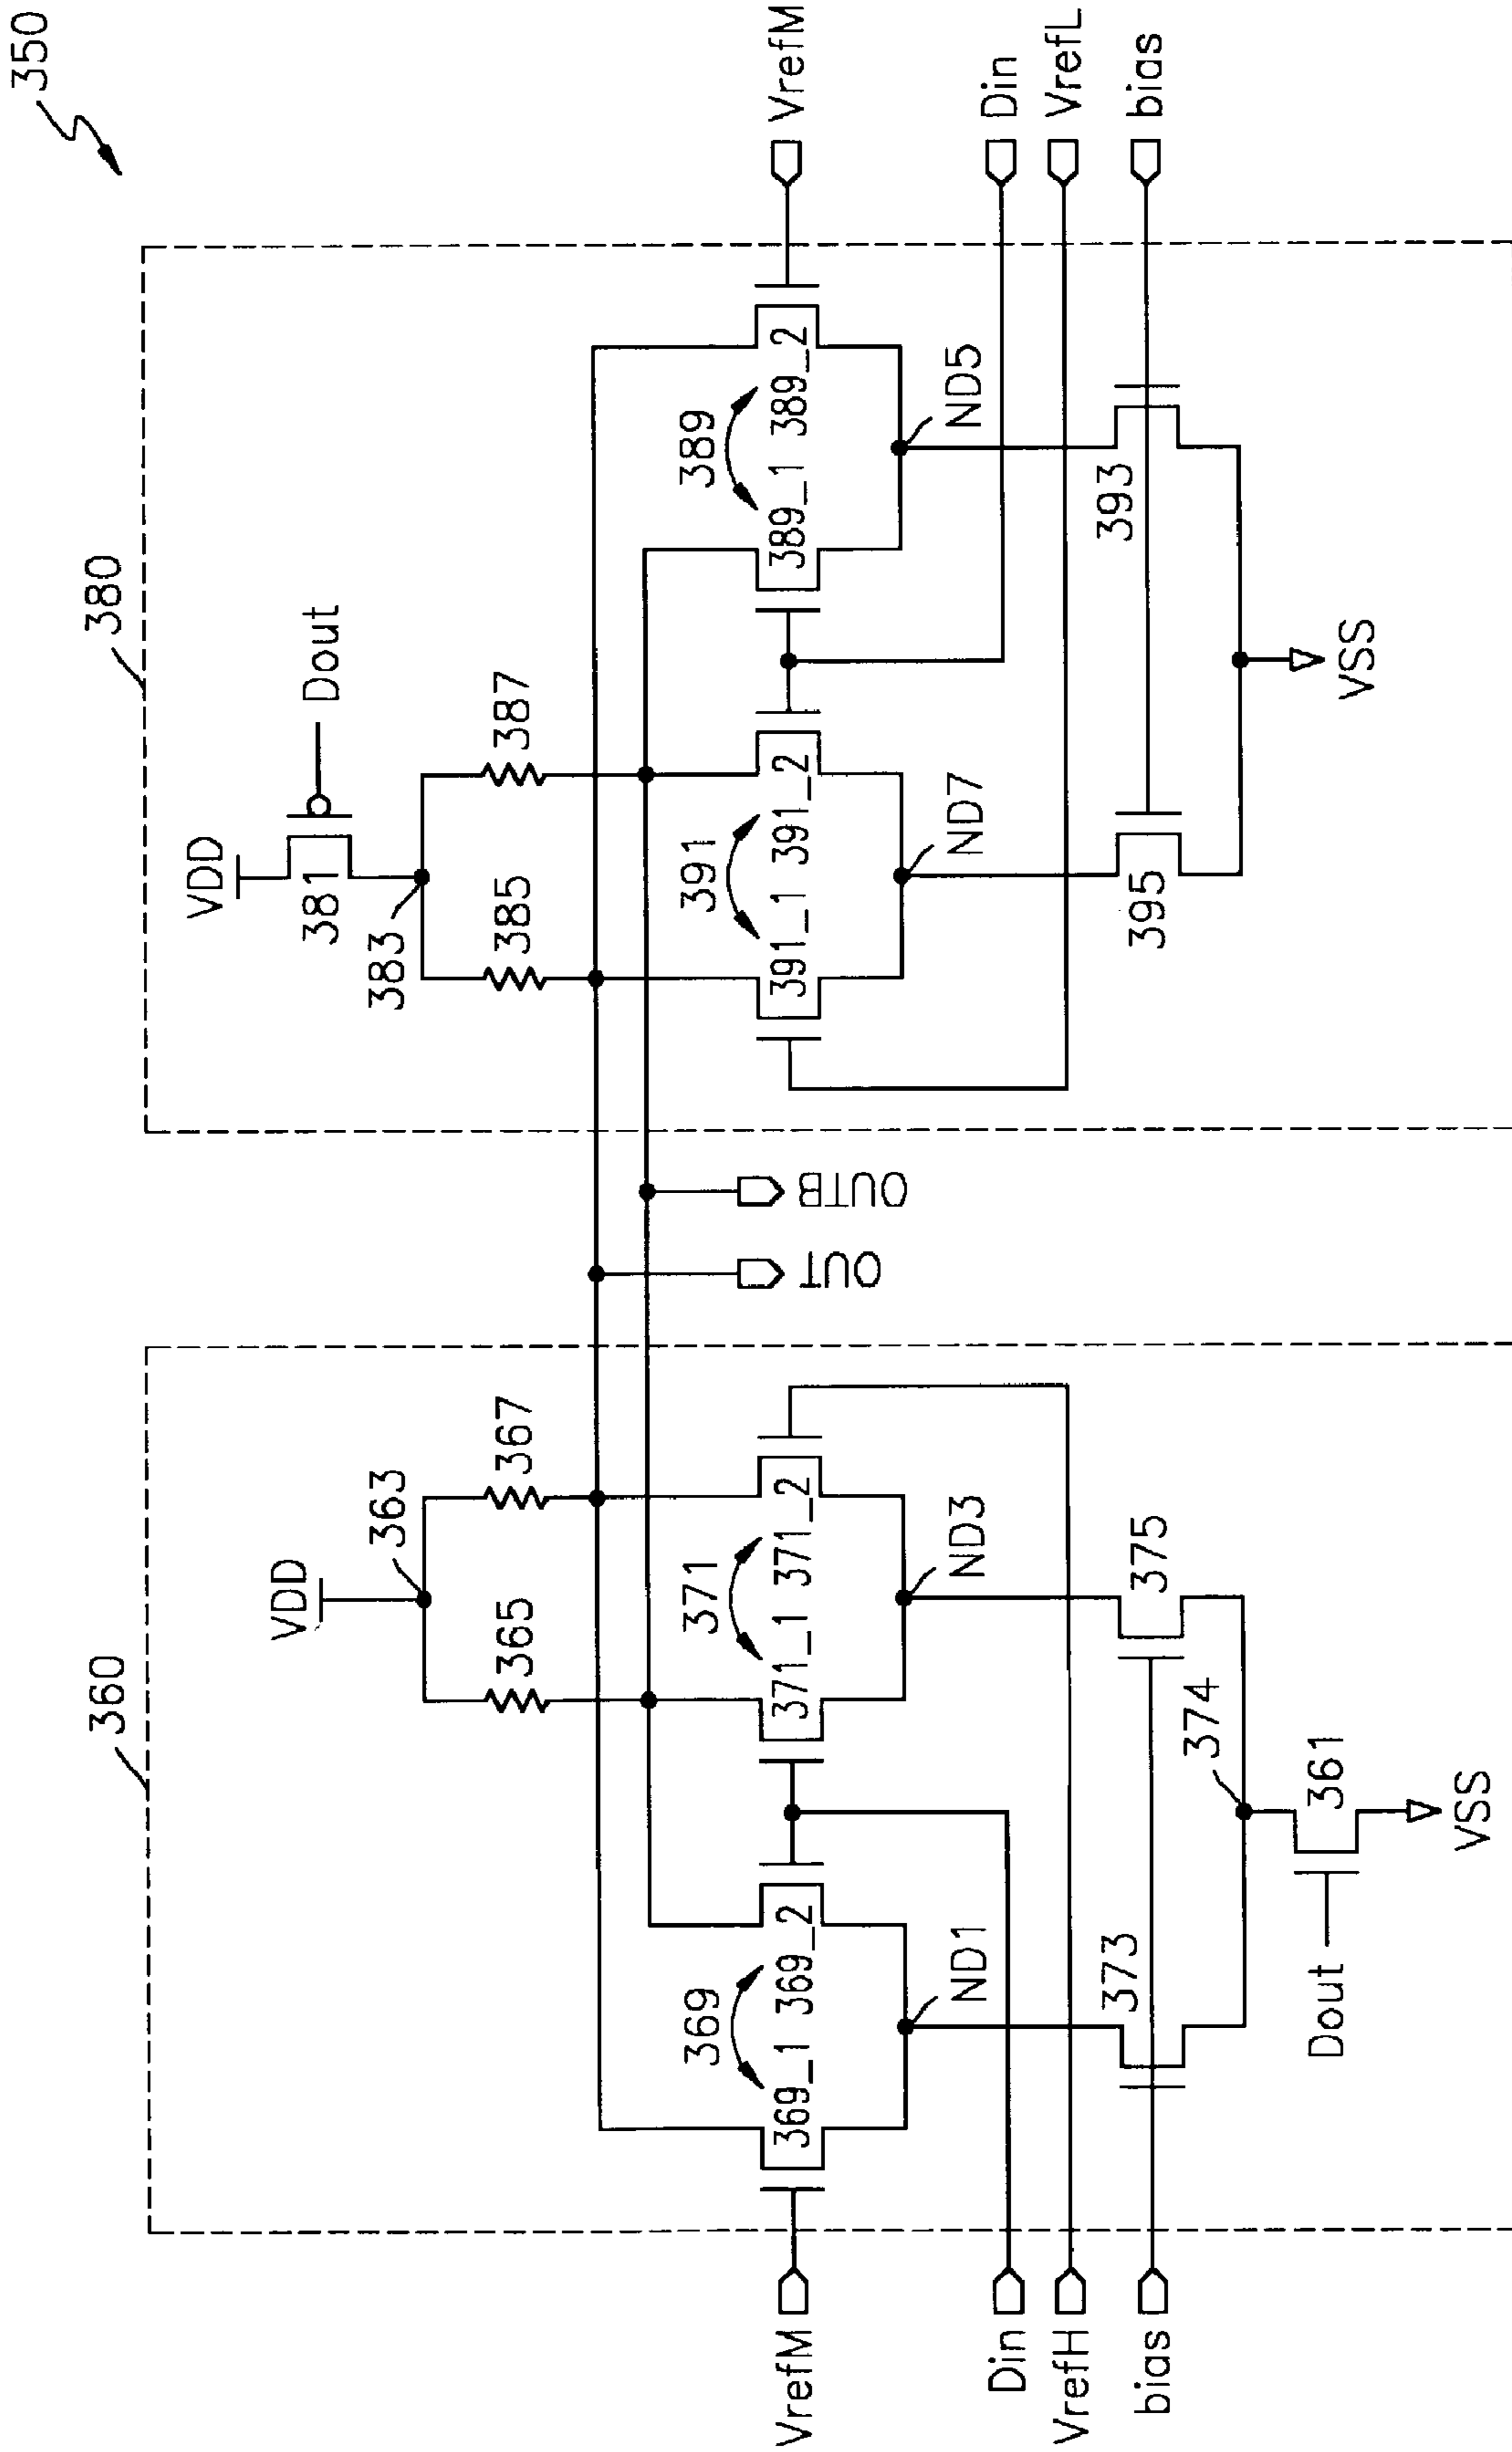 350
360
380
VDD
363
365
367
VDD
381
Dout
383
385
387
369
369_1 369_2
371
371_1 371_2
391
391_1 391_2
389
389_1 389_2
VrefM
VrefM
OUT
OUTB
ND1
ND3
ND7
ND5
Din
VrefH
bias
Din
VrefL
bias
373
375
395
393
374
Dout
361
VSS
VSS